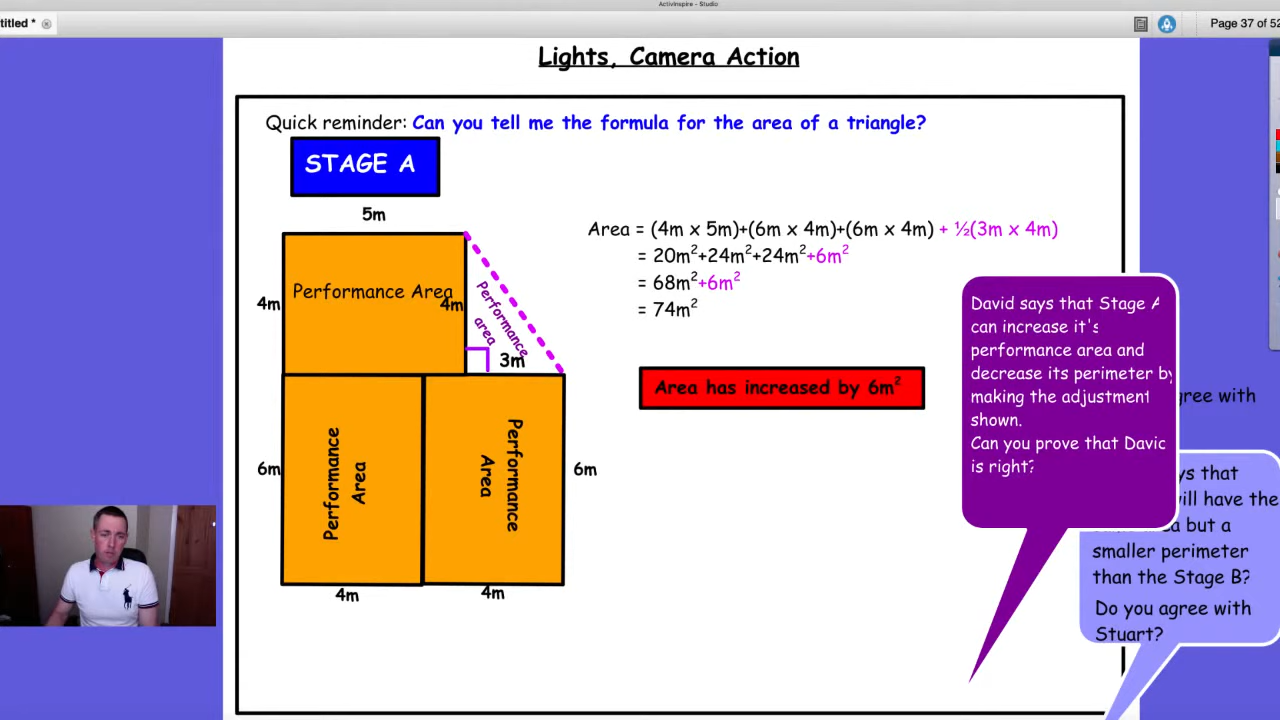 ActivInspire - Studio
titled *
Page 37 of 52
Lights, Camera Action
Quick reminder: Can you tell me the formula for the area of a triangle?
STAGE A
5m
Area = (4m x 5m)+(6m x 4m)+(6m x 4m) + ½(3m x 4m)
= 20m²+24m²+24m²+6m²
= 68m²+6m²
= 74m²
4m
Performance Area
4m
Performance
area
3m
Area has increased by 6m²
David says that Stage A
can increase it's
performance area and
decrease its perimeter by
making the adjustment
shown.
Can you prove that David
is right?
gree with
6m
Performance
Area
Performance
Area
6m
4m
4m
ys that
will have the
a but a
smaller perimeter
than the Stage B?
Do you agree with
Stuart?